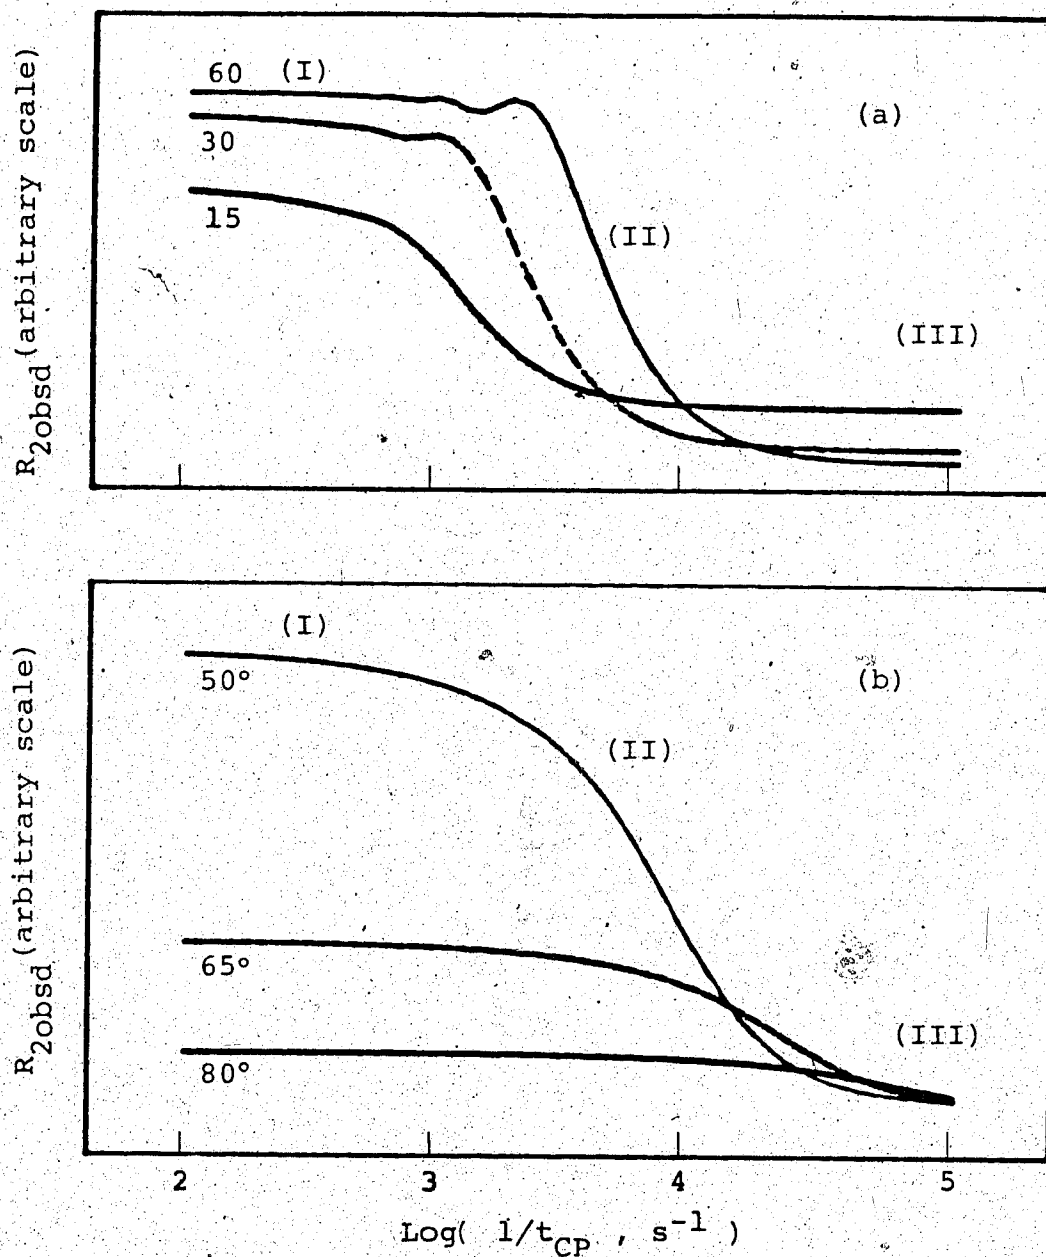 R2obsd (arbitrary scale)
60 (I)
(a)
30
15
(II)
(III)
R2obsd (arbitrary scale)
(I)
50°
(b)
(II)
65°
(III)
80°
2 3 4 5
Log( 1/tCP , s-1 )